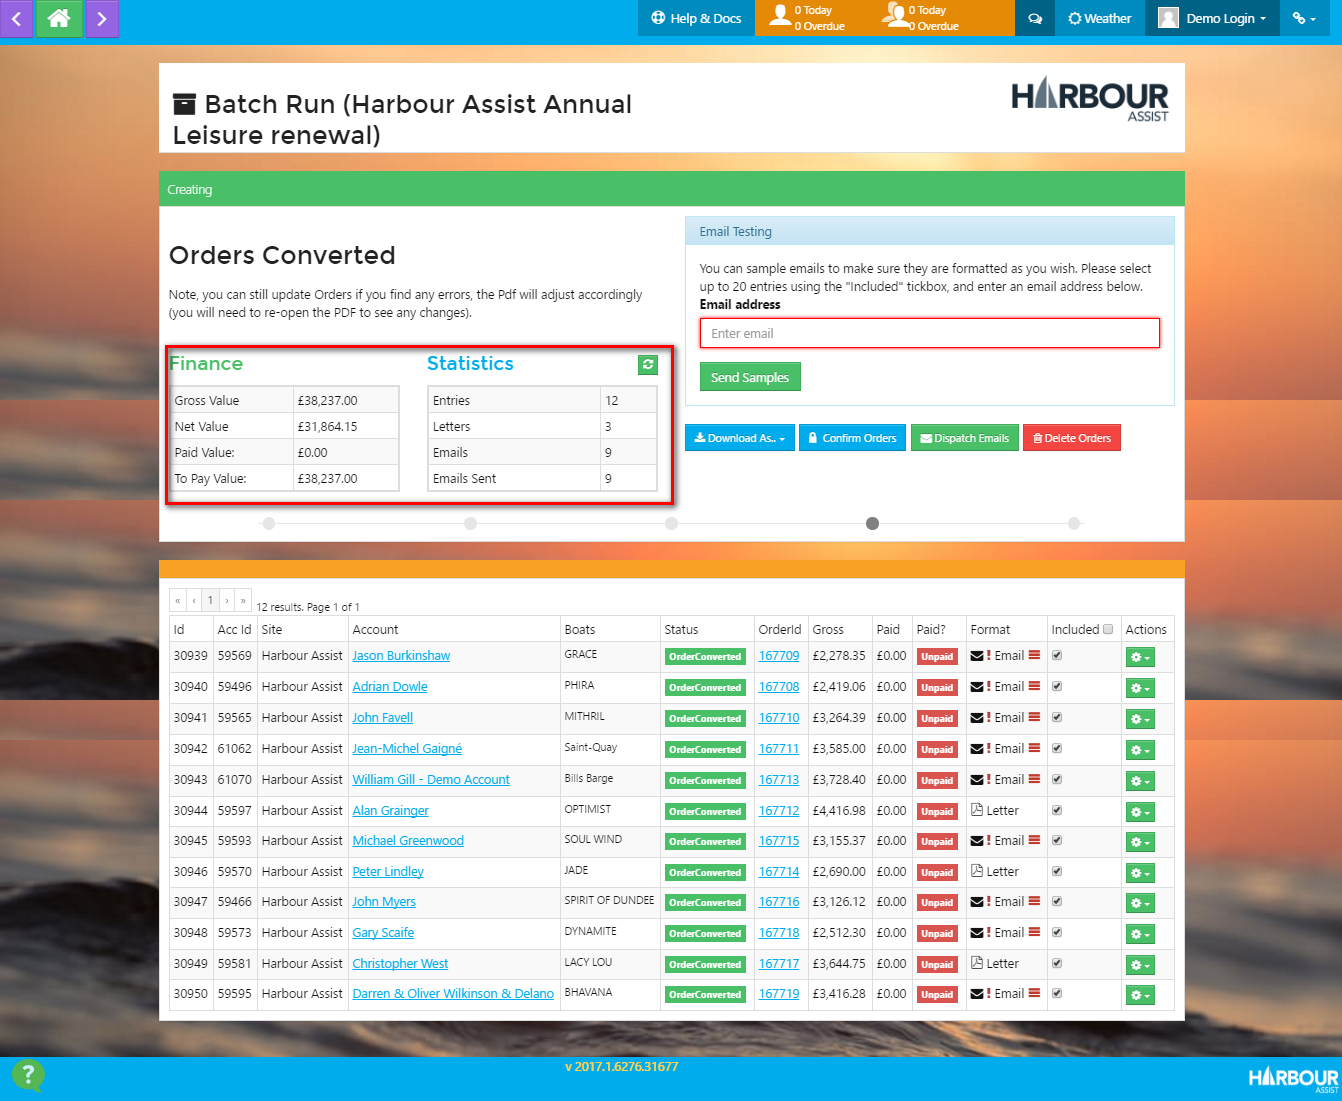 Help & Docs
0 Today
0 Overdue
0 Today
0 Overdue
Weather
Demo Login
Batch Run (Harbour Assist Annual
Leisure renewal)
HARBOUR
ASSIST
Creating
Orders Converted
Note, you can still update Orders if you find any errors, the Pdf will adjust accordingly
(you will need to re-open the PDF to see any changes).
Finance
Gross Value £38,237.00
Net Value £31,864.15
Paid Value: £0.00
To Pay Value: £38,237.00
Statistics
Entries 12
Letters 3
Emails 9
Emails Sent 9
Email Testing
You can sample emails to make sure they are formatted as you wish. Please select
up to 20 entries using the "Included" tickbox, and enter an email address below.
Email address
Enter email
Send Samples
Download As.. Confirm Orders Dispatch Emails Delete Orders
« ‹ 1 › » 12 results. Page 1 of 1
Id Acc Id Site Account Boats Status OrderId Gross Paid Paid? Format Included Actions
30939 59569 Harbour Assist Jason Burkinshaw GRACE OrderConverted 167709 £2,278.35 £0.00 Unpaid ! Email
30940 59496 Harbour Assist Adrian Dowle PHIRA OrderConverted 167708 £2,419.06 £0.00 Unpaid ! Email
30941 59565 Harbour Assist John Favell MITHRIL OrderConverted 167710 £3,264.39 £0.00 Unpaid ! Email
30942 61062 Harbour Assist Jean-Michel Gaigné Saint-Quay OrderConverted 167711 £3,585.00 £0.00 Unpaid ! Email
30943 61070 Harbour Assist William Gill - Demo Account Bills Barge OrderConverted 167713 £3,728.40 £0.00 Unpaid ! Email
30944 59597 Harbour Assist Alan Grainger OPTIMIST OrderConverted 167712 £4,416.98 £0.00 Unpaid Letter
30945 59593 Harbour Assist Michael Greenwood SOUL WIND OrderConverted 167715 £3,155.37 £0.00 Unpaid ! Email
30946 59570 Harbour Assist Peter Lindley JADE OrderConverted 167714 £2,690.00 £0.00 Unpaid Letter
30947 59466 Harbour Assist John Myers SPIRIT OF DUNDEE OrderConverted 167716 £3,126.12 £0.00 Unpaid ! Email
30948 59573 Harbour Assist Gary Scaife DYNAMITE OrderConverted 167718 £2,512.30 £0.00 Unpaid ! Email
30949 59581 Harbour Assist Christopher West LACY LOU OrderConverted 167717 £3,644.75 £0.00 Unpaid Letter
30950 59595 Harbour Assist Darren & Oliver Wilkinson & Delano BHAVANA OrderConverted 167719 £3,416.28 £0.00 Unpaid ! Email
?
v 2017.1.6276.31677
HARBOUR
ASSIST